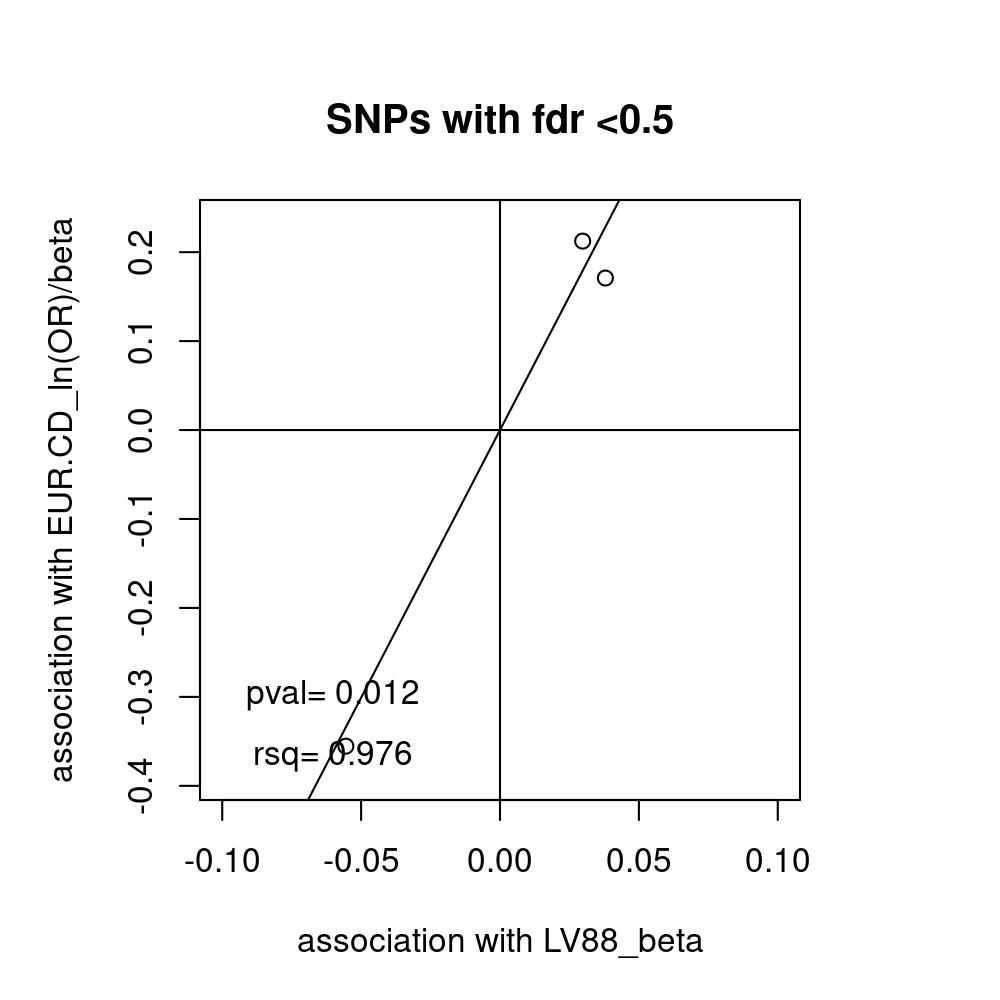 SNPs with fdr <0.5
association with EUR.CD_ln(OR)/beta
0.2
0.1
0.0
-0.1
-0.2
-0.3
-0.4
pval= 0.012
rsq= 0.976
-0.10 -0.05 0.00 0.05 0.10
association with LV88_beta